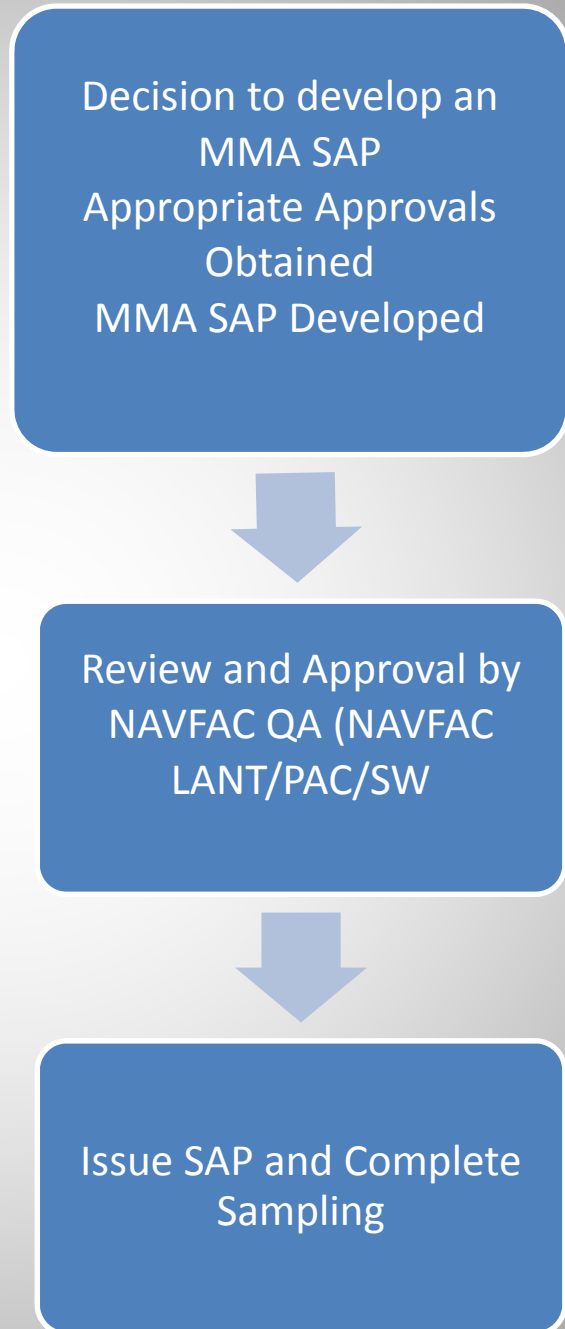 Decision to develop an
MMA SAP
Appropriate Approvals
Obtained
MMA SAP Developed
Review and Approval by
NAVFAC QA (NAVFAC
LANT/PAC/SW
Issue SAP and Complete
Sampling